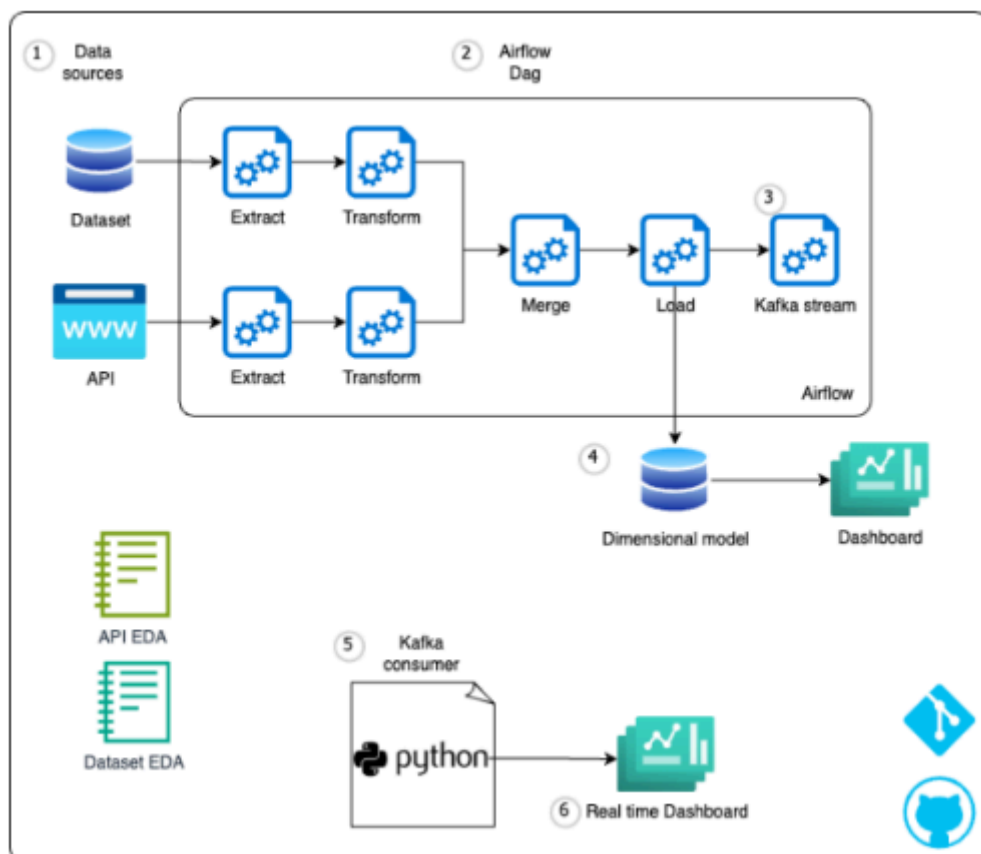 1
Data
sources
2
Airflow
Dag
Dataset
Extract
Transform
3
Merge
Load
Kafka stream
www
API
Extract
Transform
Airflow
4
Dimensional model
Dashboard
API EDA
Dataset EDA
5
Kafka
consumer
python
6
Real time Dashboard